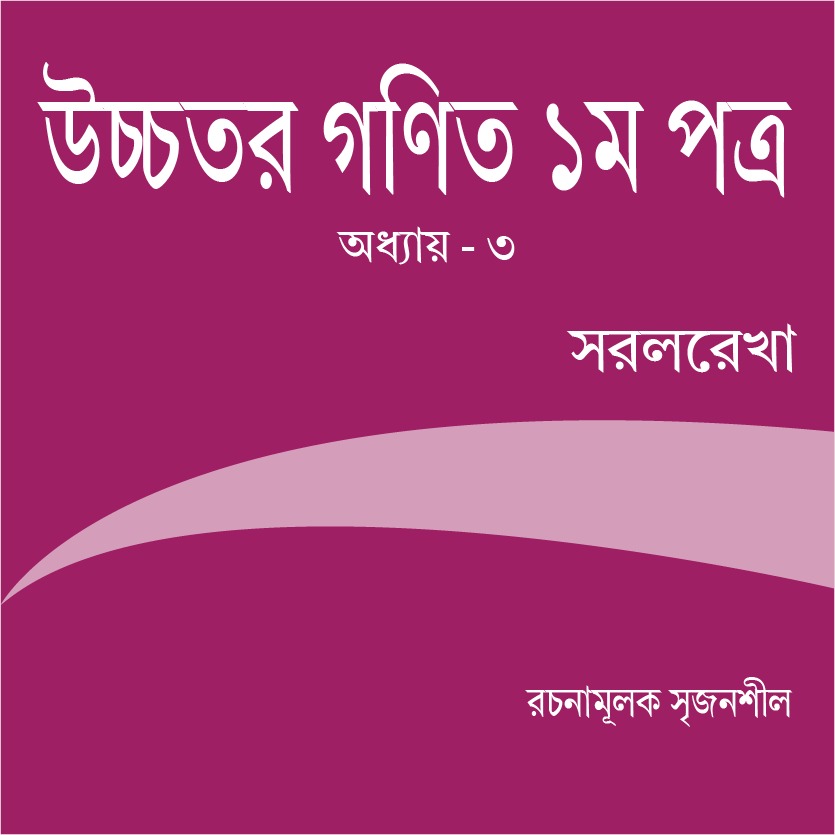 উচ্চতর গণিত ১ম পত্র
অধ্যায় - ৩
সরলরেখা
রচনামূলক সৃজনশীল